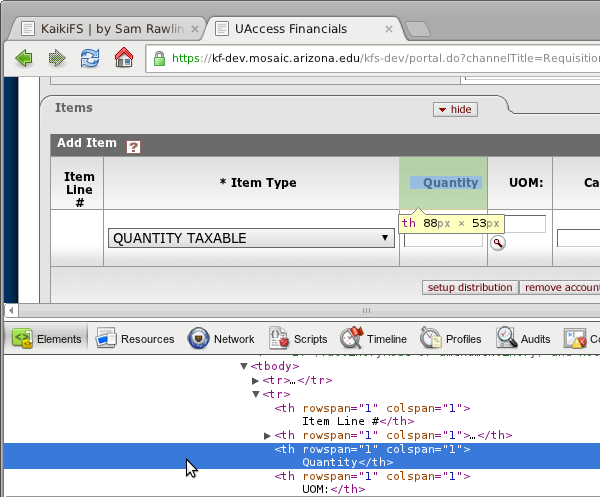 KaikiFS | by Sam Rawlin
UAccess Financials
https://kf-dev.mosaic.arizona.edu/kfs-dev/portal.do?channelTitle=Requisition
Items
hide
Add Item ?
Item Line #
* Item Type
Quantity
UOM:
Ca
th 88px × 53px
QUANTITY TAXABLE
setup distribution
remove account
Elements
Resources
Network
Scripts
Timeline
Profiles
Audits
Co
▼<tbody>
▶<tr>…</tr>
▼<tr>
<th rowspan="1" colspan="1">
Item Line #</th>
▶<th rowspan="1" colspan="1">…</th>
<th rowspan="1" colspan="1">
Quantity</th>
<th rowspan="1" colspan="1">
UOM:</th>